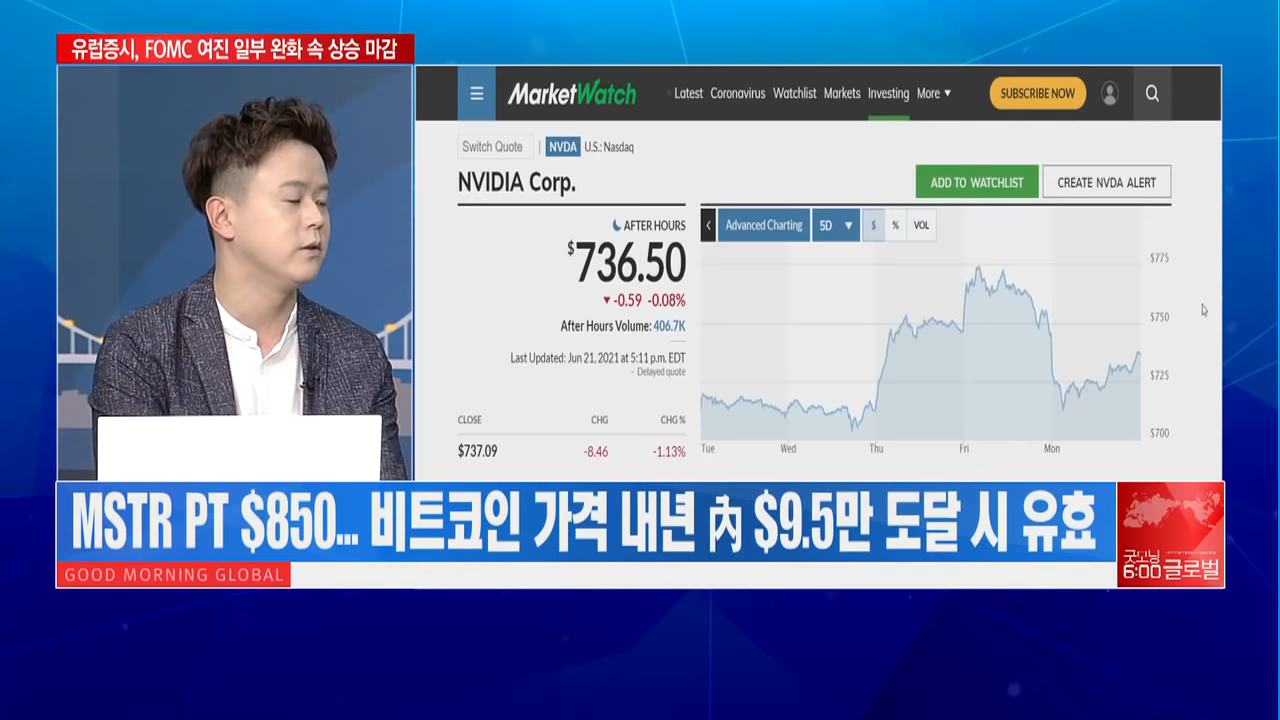 유럽증시, FOMC 여진 일부 완화 속 상승 마감
MarketWatch Latest Coronavirus Watchlist Markets Investing More SUBSCRIBE NOW
Switch Quote | NVDA U.S.: Nasdaq
NVIDIA Corp.
ADD TO WATCHLIST CREATE NVDA ALERT
AFTER HOURS
$736.50
-0.59 -0.08%
After Hours Volume: 406.7K
Last Updated: Jun 21, 2021 at 5:11 p.m. EDT
- Delayed quote
CLOSE CHG CHG %
$737.09 -8.46 -1.13%
Advanced Charting 5D $ % VOL
$775
$750
$725
$700
Tue Wed Thu Fri Mon
MSTR PT $850... 비트코인 가격 내년 內 $9.5만 도달 시 유효
GOOD MORNING GLOBAL
굿모닝
6:00 글로벌